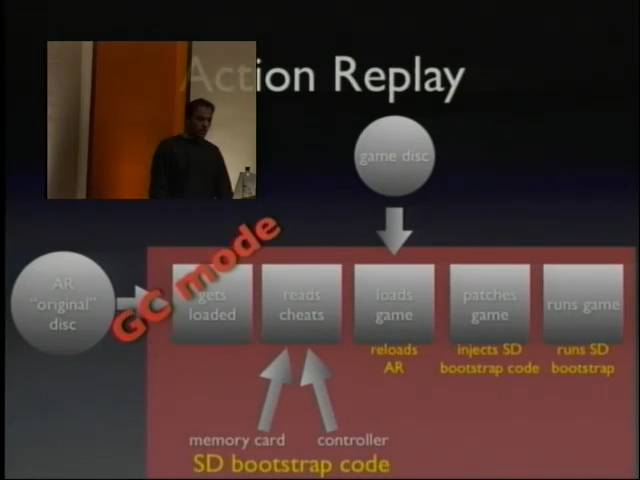 Action Replay
game disc
GC mode
AR
"original"
disc
gets
loaded
reads
cheats
loads
game
patches
game
runs game
reloads
AR
injects SD
bootstrap code
runs SD
bootstrap
memory card
controller
SD bootstrap code